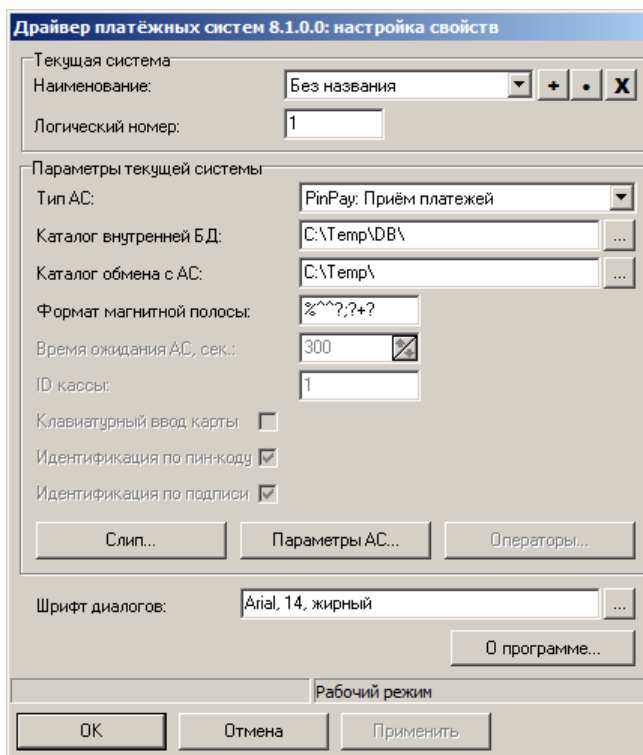 Драйвер платёжных систем 8.1.0.0: настройка свойств
Текущая система
Наименование: Без названия + • X
Логический номер: 1
Параметры текущей системы
Тип АС: PinPay: Приём платежей
Каталог внутренней БД: C:\Temp\DB\ ...
Каталог обмена с АС: C:\Temp\ ...
Формат магнитной полосы: %^^?;?+?
Время ожидания АС, сек.: 300
ID кассы: 1
Клавиатурный ввод карты
Идентификация по пин-коду
Идентификация по подписи
Слип... Параметры АС... Операторы...
Шрифт диалогов: Arial, 14, жирный ...
О программе...
Рабочий режим
OK Отмена Применить